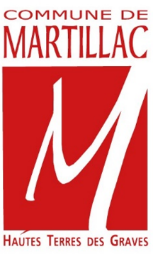 COMMUNE DE
MARTILLAC
M
HAUTES TERRES DES GRAVES